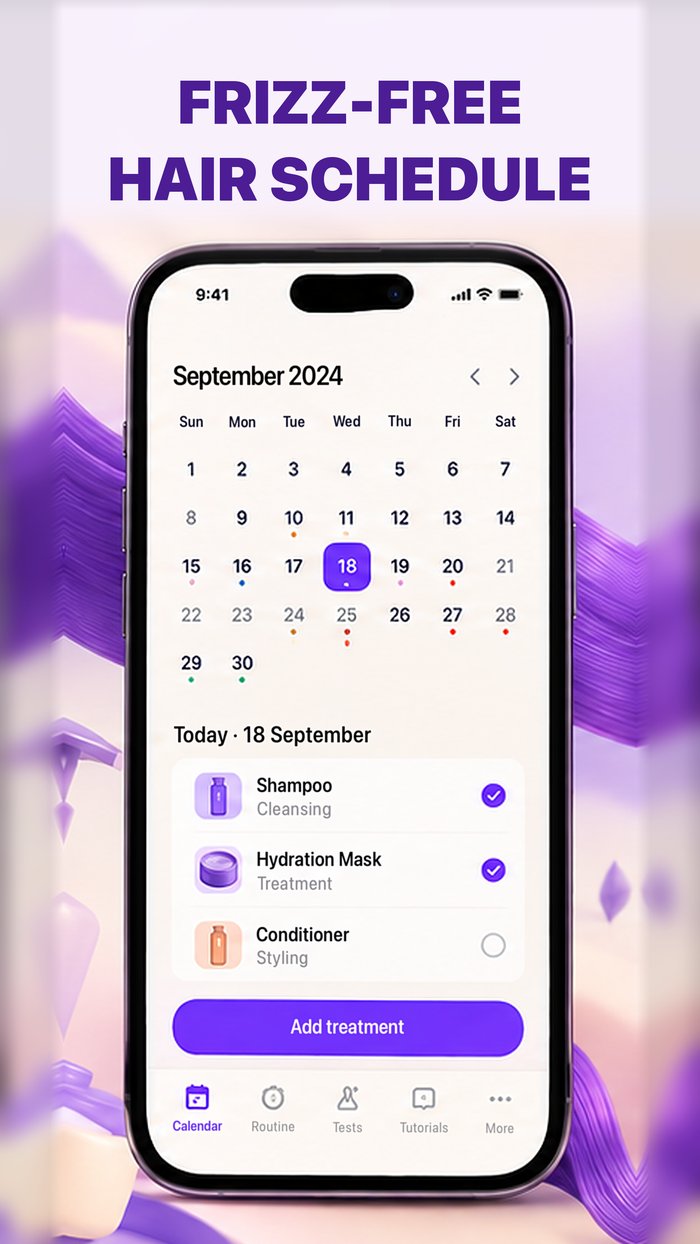 FRIZZ-FREE
HAIR SCHEDULE
9:41
September 2024
Sun Mon Tue Wed Thu Fri Sat
1 2 3 4 5 6 7
8 9 10 11 12 13 14
15 16 17 18 19 20 21
22 23 24 25 26 27 28
29 30
Today · 18 September
Shampoo
Cleansing
Hydration Mask
Treatment
Conditioner
Styling
Add treatment
Calendar Routine Tests Tutorials More